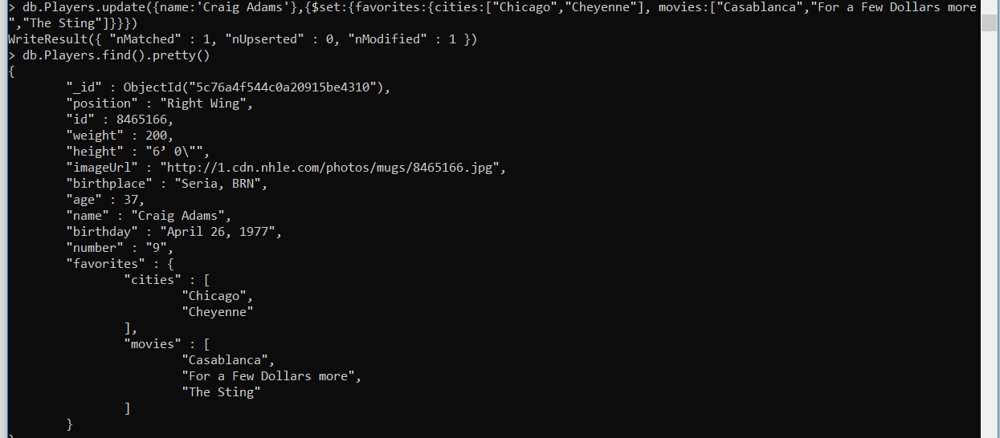 > db.Players.update({name:'Craig Adams'},{$set:{favorites:{cities:["Chicago","Cheyenne"], movies:["Casablanca","For a Few Dollars more
","The Sting"]}}})
WriteResult({ "nMatched" : 1, "nUpserted" : 0, "nModified" : 1 })
> db.Players.find().pretty()
{
        "_id" : ObjectId("5c76a4f544c0a20915be4310"),
        "position" : "Right Wing",
        "id" : 8465166,
        "weight" : 200,
        "height" : "6’ 0\"",
        "imageUrl" : "http://1.cdn.nhle.com/photos/mugs/8465166.jpg",
        "birthplace" : "Seria, BRN",
        "age" : 37,
        "name" : "Craig Adams",
        "birthday" : "April 26, 1977",
        "number" : "9",
        "favorites" : {
                "cities" : [
                        "Chicago",
                        "Cheyenne"
                ],
                "movies" : [
                        "Casablanca",
                        "For a Few Dollars more",
                        "The Sting"
                ]
        }
}